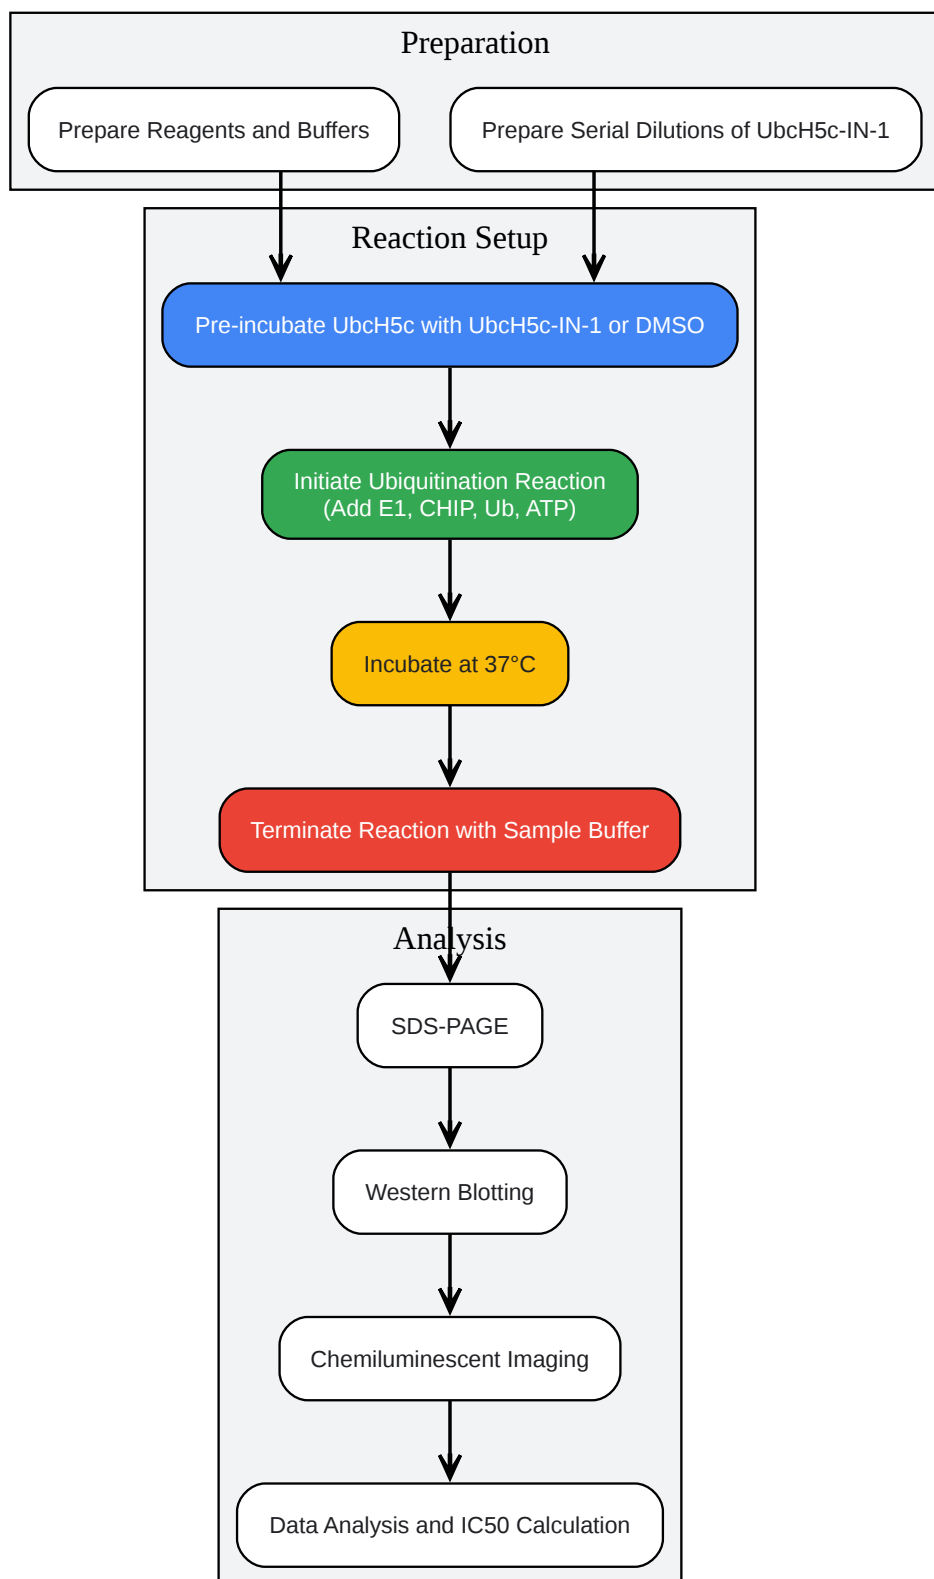 Preparation
Prepare Reagents and Buffers
Prepare Serial Dilutions of UbcH5c-IN-1
Reaction Setup
Pre-incubate UbcH5c with UbcH5c-IN-1 or DMSO
Initiate Ubiquitination Reaction
(Add E1, CHIP, Ub, ATP)
Incubate at 37°C
Terminate Reaction with Sample Buffer
Analysis
SDS-PAGE
Western Blotting
Chemiluminescent Imaging
Data Analysis and IC50 Calculation